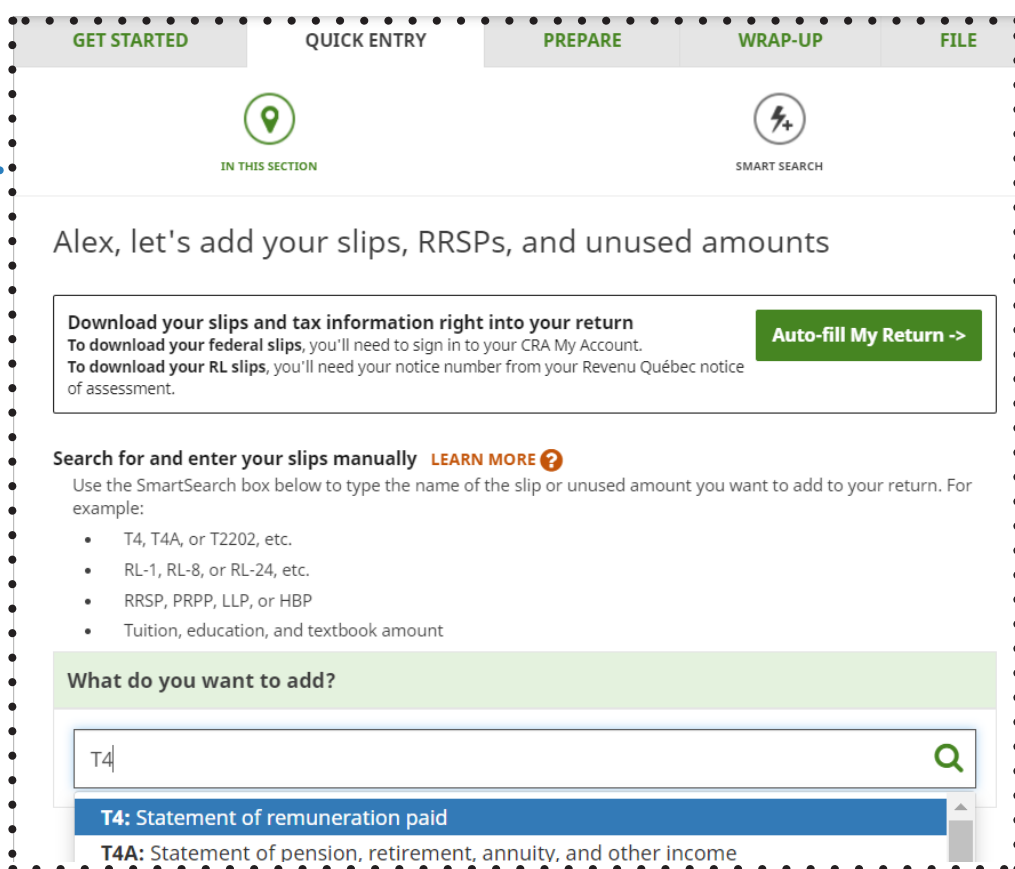 GET STARTED QUICK ENTRY PREPARE WRAP-UP FILE
IN THIS SECTION SMART SEARCH
Alex, let's add your slips, RRSPs, and unused amounts
Download your slips and tax information right into your return
To download your federal slips, you'll need to sign in to your CRA My Account.
To download your RL slips, you'll need your notice number from your Revenu Québec notice
of assessment.
Auto-fill My Return ->
Search for and enter your slips manually LEARN MORE ?
Use the SmartSearch box below to type the name of the slip or unused amount you want to add to your return. For
example:
• T4, T4A, or T2202, etc.
• RL-1, RL-8, or RL-24, etc.
• RRSP, PRPP, LLP, or HBP
• Tuition, education, and textbook amount
What do you want to add?
T4
T4: Statement of remuneration paid
T4A: Statement of pension, retirement, annuity, and other income